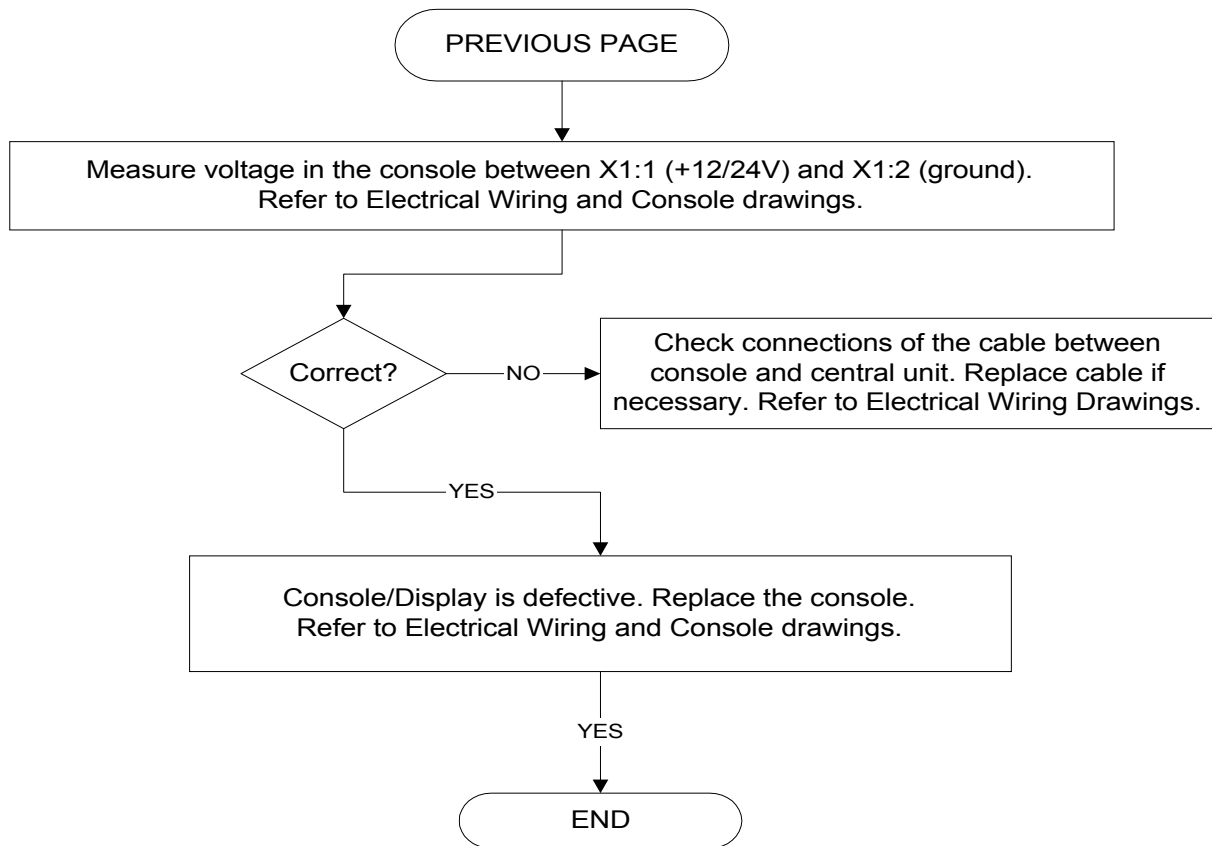 PREVIOUS PAGE
Measure voltage in the console between X1:1 (+12/24V) and X1:2 (ground).
Refer to Electrical Wiring and Console drawings.
Correct?
NO
Check connections of the cable between
console and central unit. Replace cable if
necessary. Refer to Electrical Wiring Drawings.
YES
Console/Display is defective. Replace the console.
Refer to Electrical Wiring and Console drawings.
YES
END